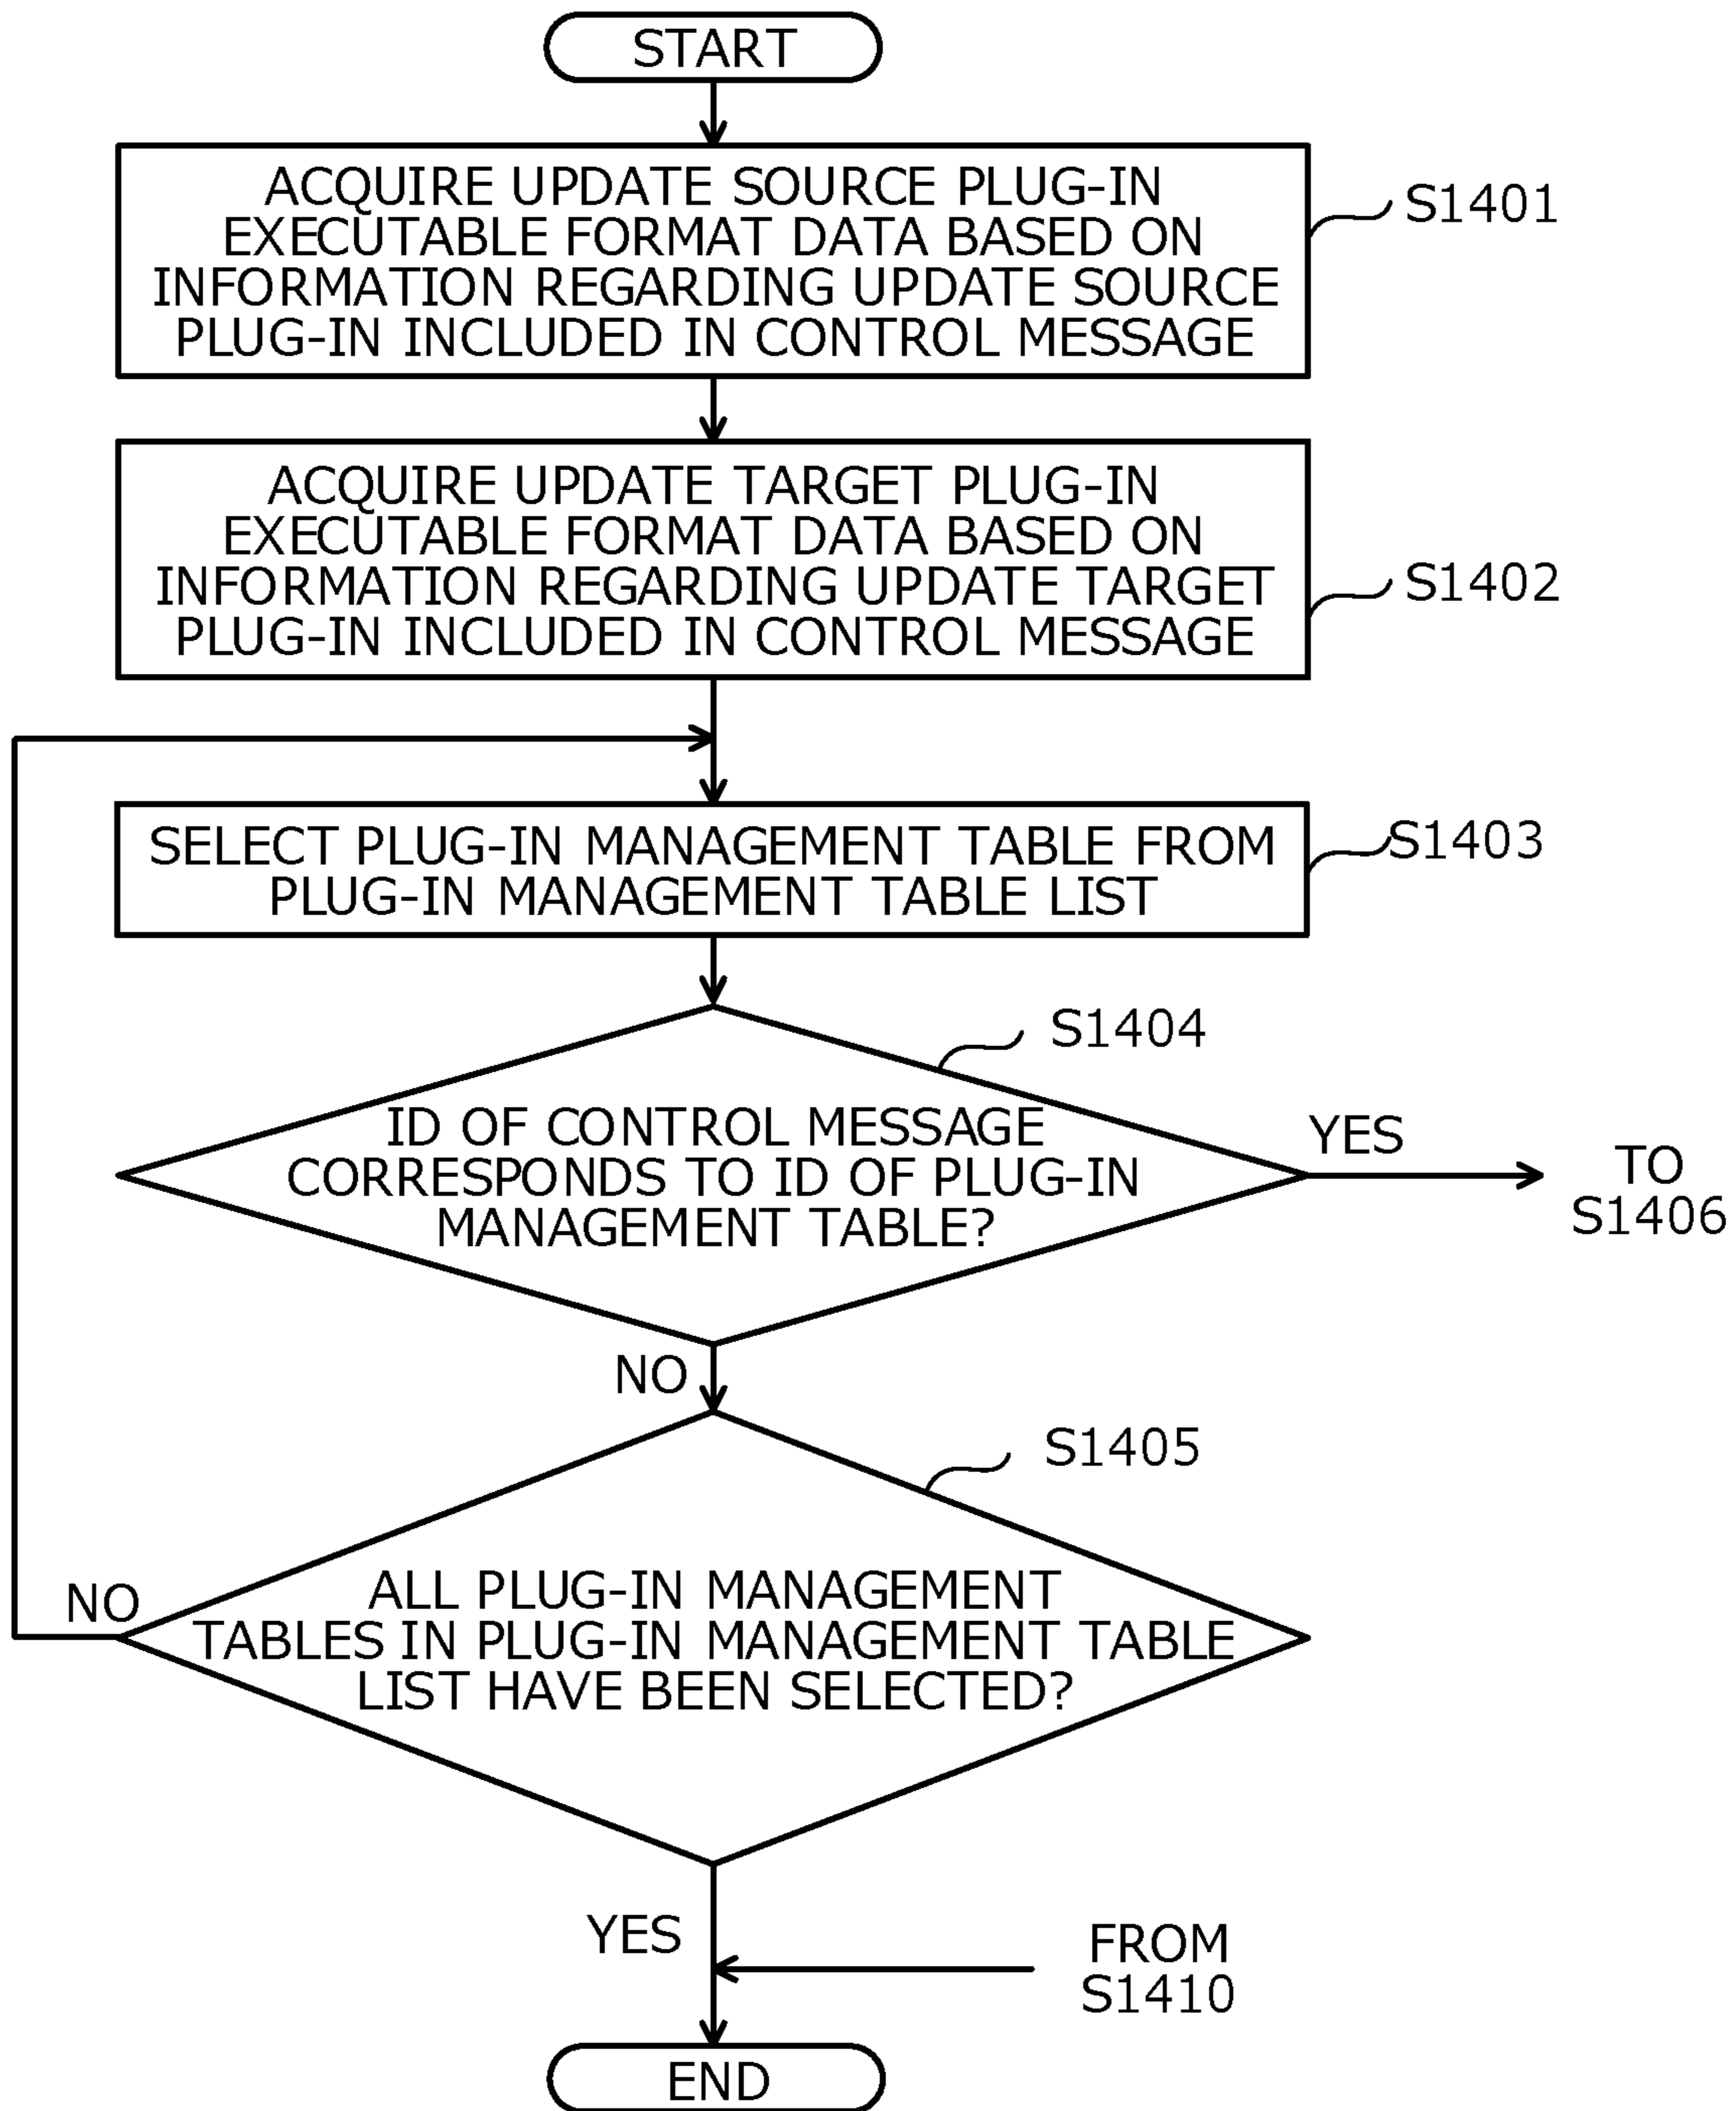 START
ACQUIRE UPDATE SOURCE PLUG-IN
EXECUTABLE FORMAT DATA BASED ON
INFORMATION REGARDING UPDATE SOURCE
PLUG-IN INCLUDED IN CONTROL MESSAGE
S1401
ACQUIRE UPDATE TARGET PLUG-IN
EXECUTABLE FORMAT DATA BASED ON
INFORMATION REGARDING UPDATE TARGET
PLUG-IN INCLUDED IN CONTROL MESSAGE
S1402
SELECT PLUG-IN MANAGEMENT TABLE FROM
PLUG-IN MANAGEMENT TABLE LIST
S1403
S1404
ID OF CONTROL MESSAGE
CORRESPONDS TO ID OF PLUG-IN
MANAGEMENT TABLE?
YES
TO
S1406
NO
S1405
ALL PLUG-IN MANAGEMENT
TABLES IN PLUG-IN MANAGEMENT TABLE
LIST HAVE BEEN SELECTED?
NO
YES
FROM
S1410
END